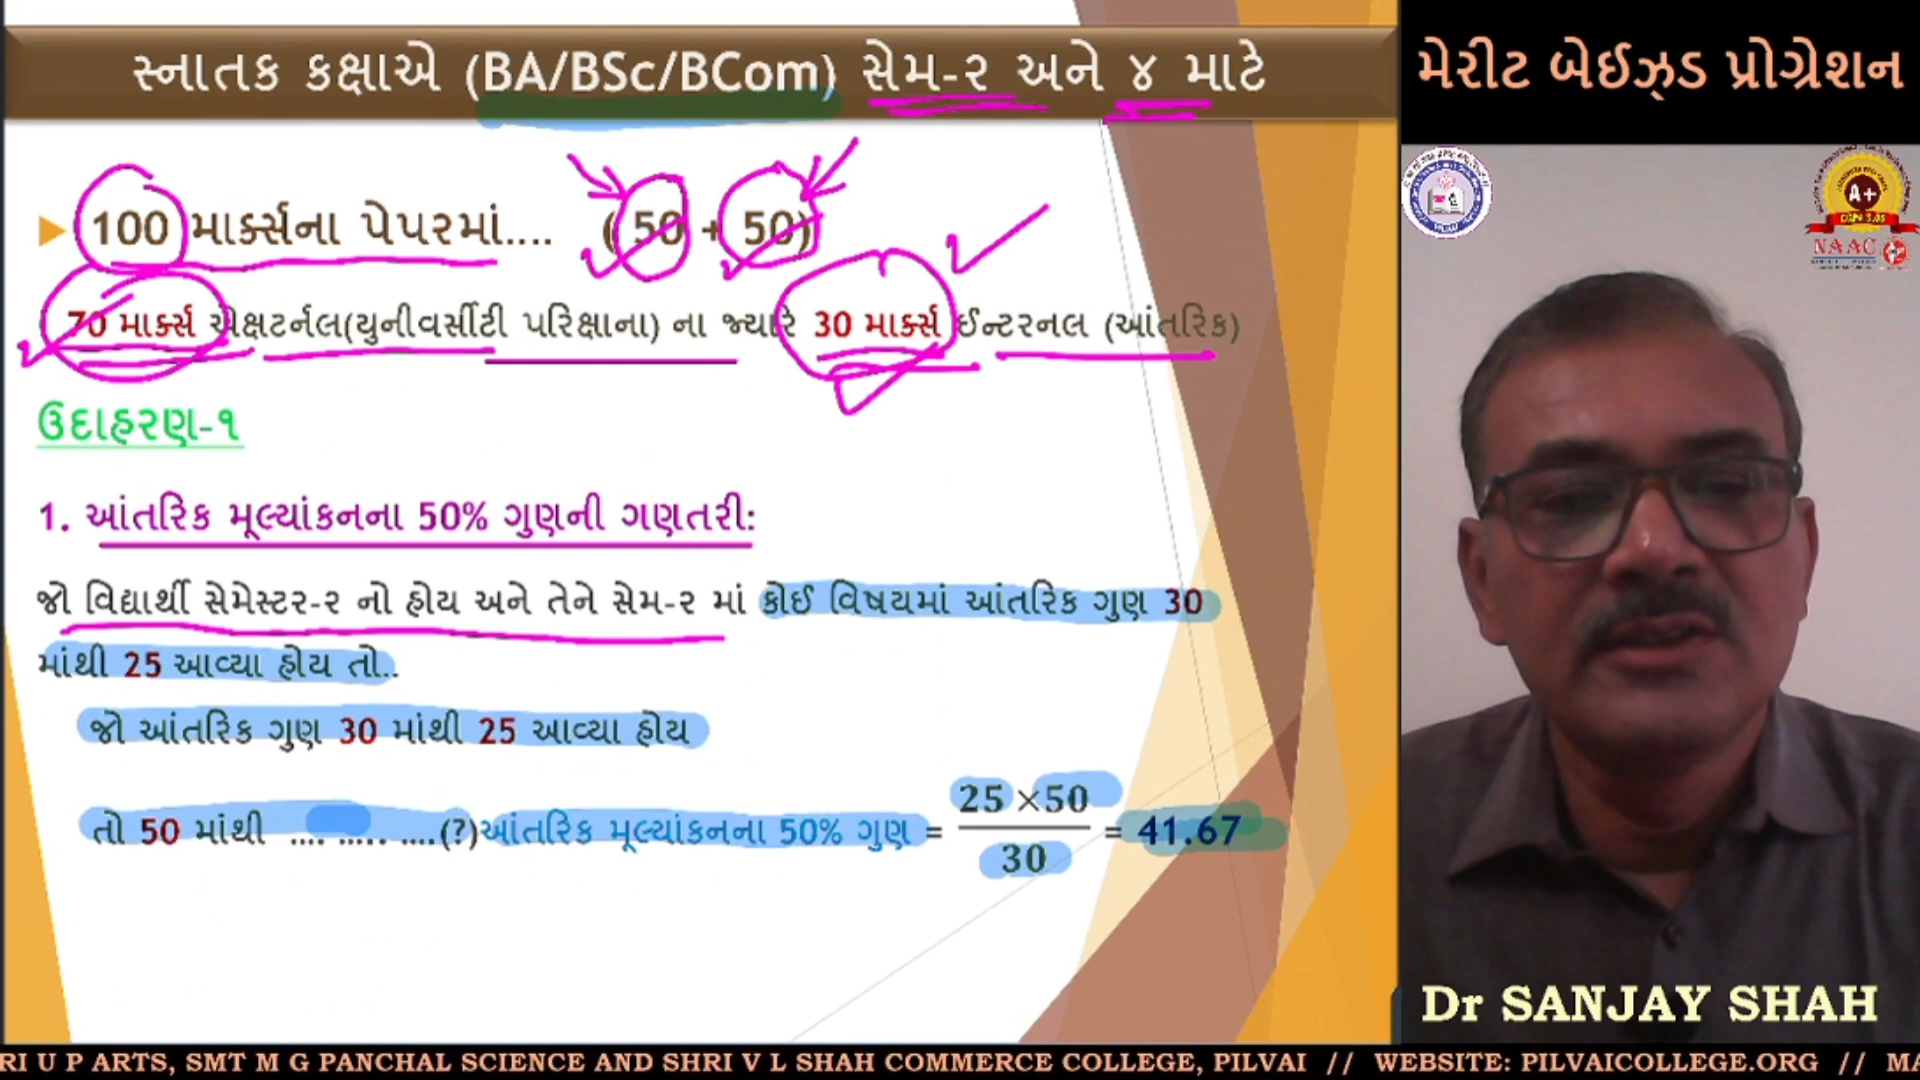 સ્નાતક કક્ષાએ (BA/BSc/BCom) સેમ-૨ અને ૪ માટે
મેરીટ બેઈઝ્ડ પ્રોગ્રેશન
100 માર્ક્સના પેપરમાં.... ( 50 + 50)
70 માર્ક્સ એક્ષટર્નલ(યુનીવર્સીટી પરિક્ષાના) ના જ્યારે 30 માર્ક્સ ઈન્ટરનલ (આંતરિક)
ઉદાહરણ-૧
1. આંતરિક મૂલ્યાંકનના 50% ગુણની ગણતરી:
જો વિદ્યાર્થી સેમેસ્ટર-૨ નો હોય અને તેને સેમ-૨ માં કોઈ વિષયમાં આંતરિક ગુણ 30
માંથી 25 આવ્યા હોય તો..
જો આંતરિક ગુણ 30 માંથી 25 આવ્યા હોય
તો 50 માંથી .... ..... ....(?)આંતરિક મૂલ્યાંકનના 50% ગુણ = 25 ×50 / 30 = 41.67
A+
NAAC
Dr SANJAY SHAH
RI U P ARTS, SMT M G PANCHAL SCIENCE AND SHRI V L SHAH COMMERCE COLLEGE, PILVAI // WEBSITE: PILVAICOLLEGE.ORG // MA